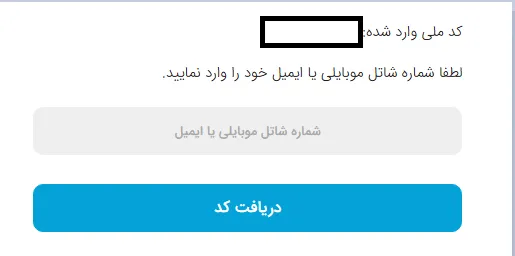 کد ملی وارد شده:
لطفا شماره شاتل موبایلی یا ایمیل خود را وارد نمایید.
شماره شاتل موبایلی یا ایمیل
دریافت کد